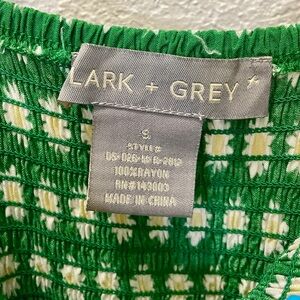 LARK + GREY
S
STYLE#
100%RAYON
RN#143003
MADE IN CHINA